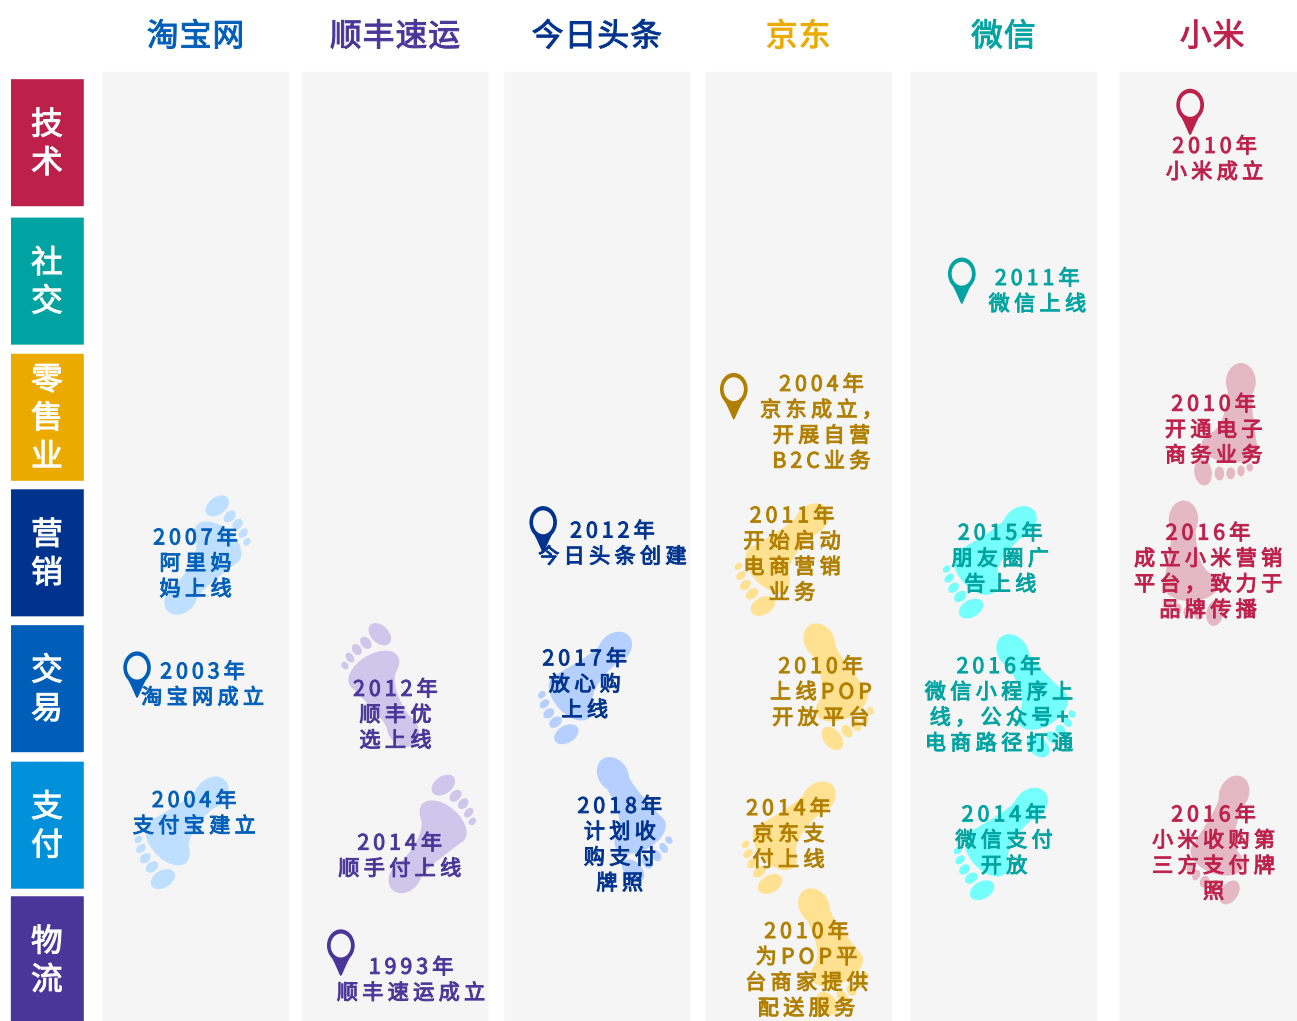 淘宝网
顺丰速运
今日头条
京东
微信
小米
技
术
2010年
小米成立
社
交
2011年
微信上线
零
售
业
2004年
京东成立，
开展自营
B2C业务
2010年
开通电子
商务业务
营
销
2007年
阿里妈
妈上线
2012年
今日头条创建
2011年
开始启动
电商营销
业务
2015年
朋友圈广
告上线
2016年
成立小米营销
平台，致力于
品牌传播
交
易
2003年
淘宝网成立
2012年
顺丰优
选上线
2017年
放心购
上线
2010年
上线POP
开放平台
2016年
微信小程序上
线，公众号+
电商路径打通
支
付
2004年
支付宝建立
2014年
顺手付上线
2018年
计划收
购支付
牌照
2014年
京东支
付上线
2014年
微信支付
开放
2016年
小米收购第
三方支付牌
照
物
流
1993年
顺丰速运成立
2010年
为POP平
台商家提供
配送服务